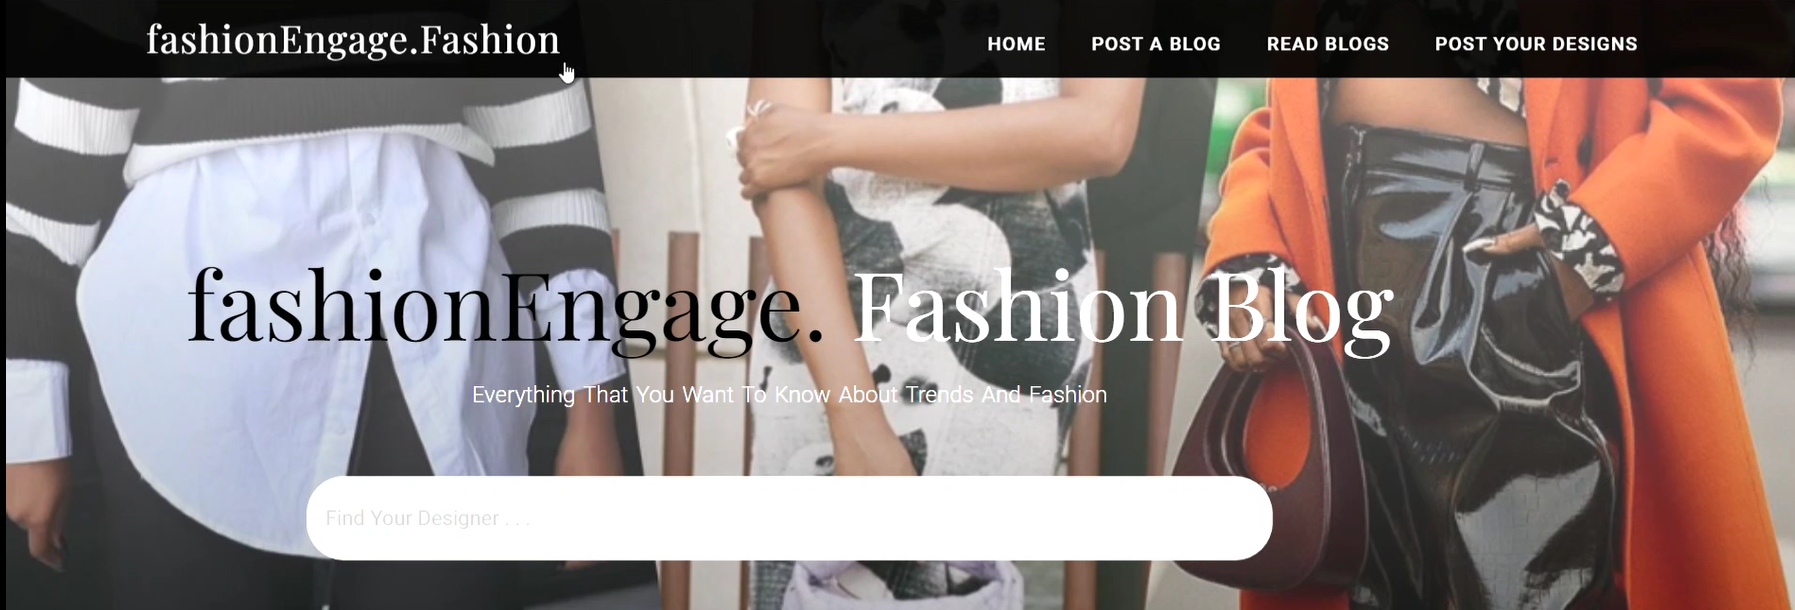 fashionEngage.Fashion
HOME POST A BLOG READ BLOGS POST YOUR DESIGNS
fashionEngage. Fashion Blog
Everything That You Want To Know About Trends And Fashion
Find Your Designer . . .